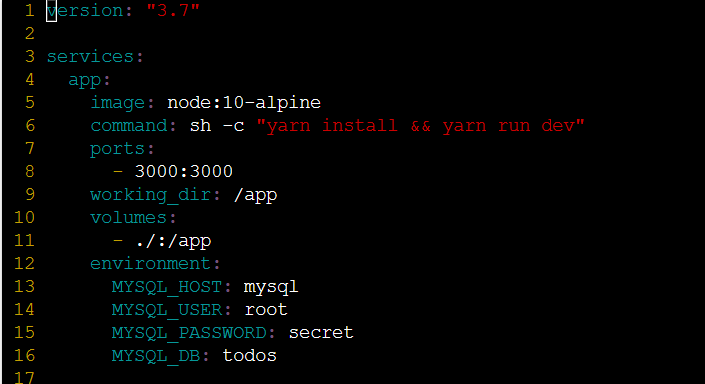 1 version: "3.7"
2
3 services:
4   app:
5     image: node:10-alpine
6     command: sh -c "yarn install && yarn run dev"
7     ports:
8       - 3000:3000
9     working_dir: /app
10     volumes:
11       - ./:/app
12     environment:
13       MYSQL_HOST: mysql
14       MYSQL_USER: root
15       MYSQL_PASSWORD: secret
16       MYSQL_DB: todos
17